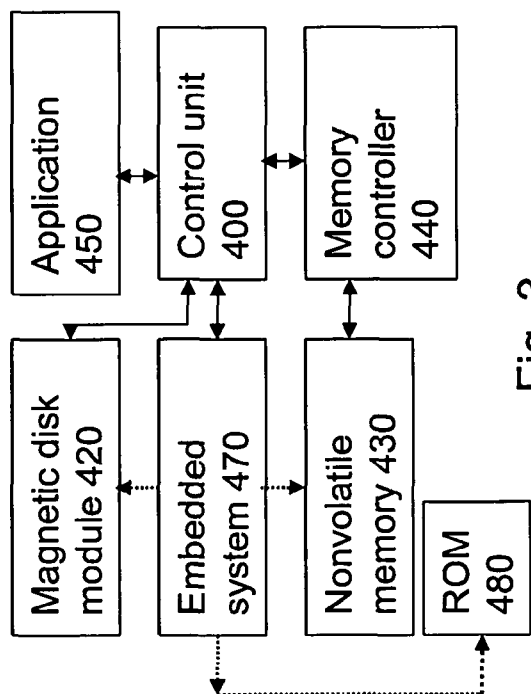 Magnetic disk
module 420
Application
450
Embedded
system 470
Control unit
400
Nonvolatile
memory 430
Memory
controller
440
ROM
480
Fig.